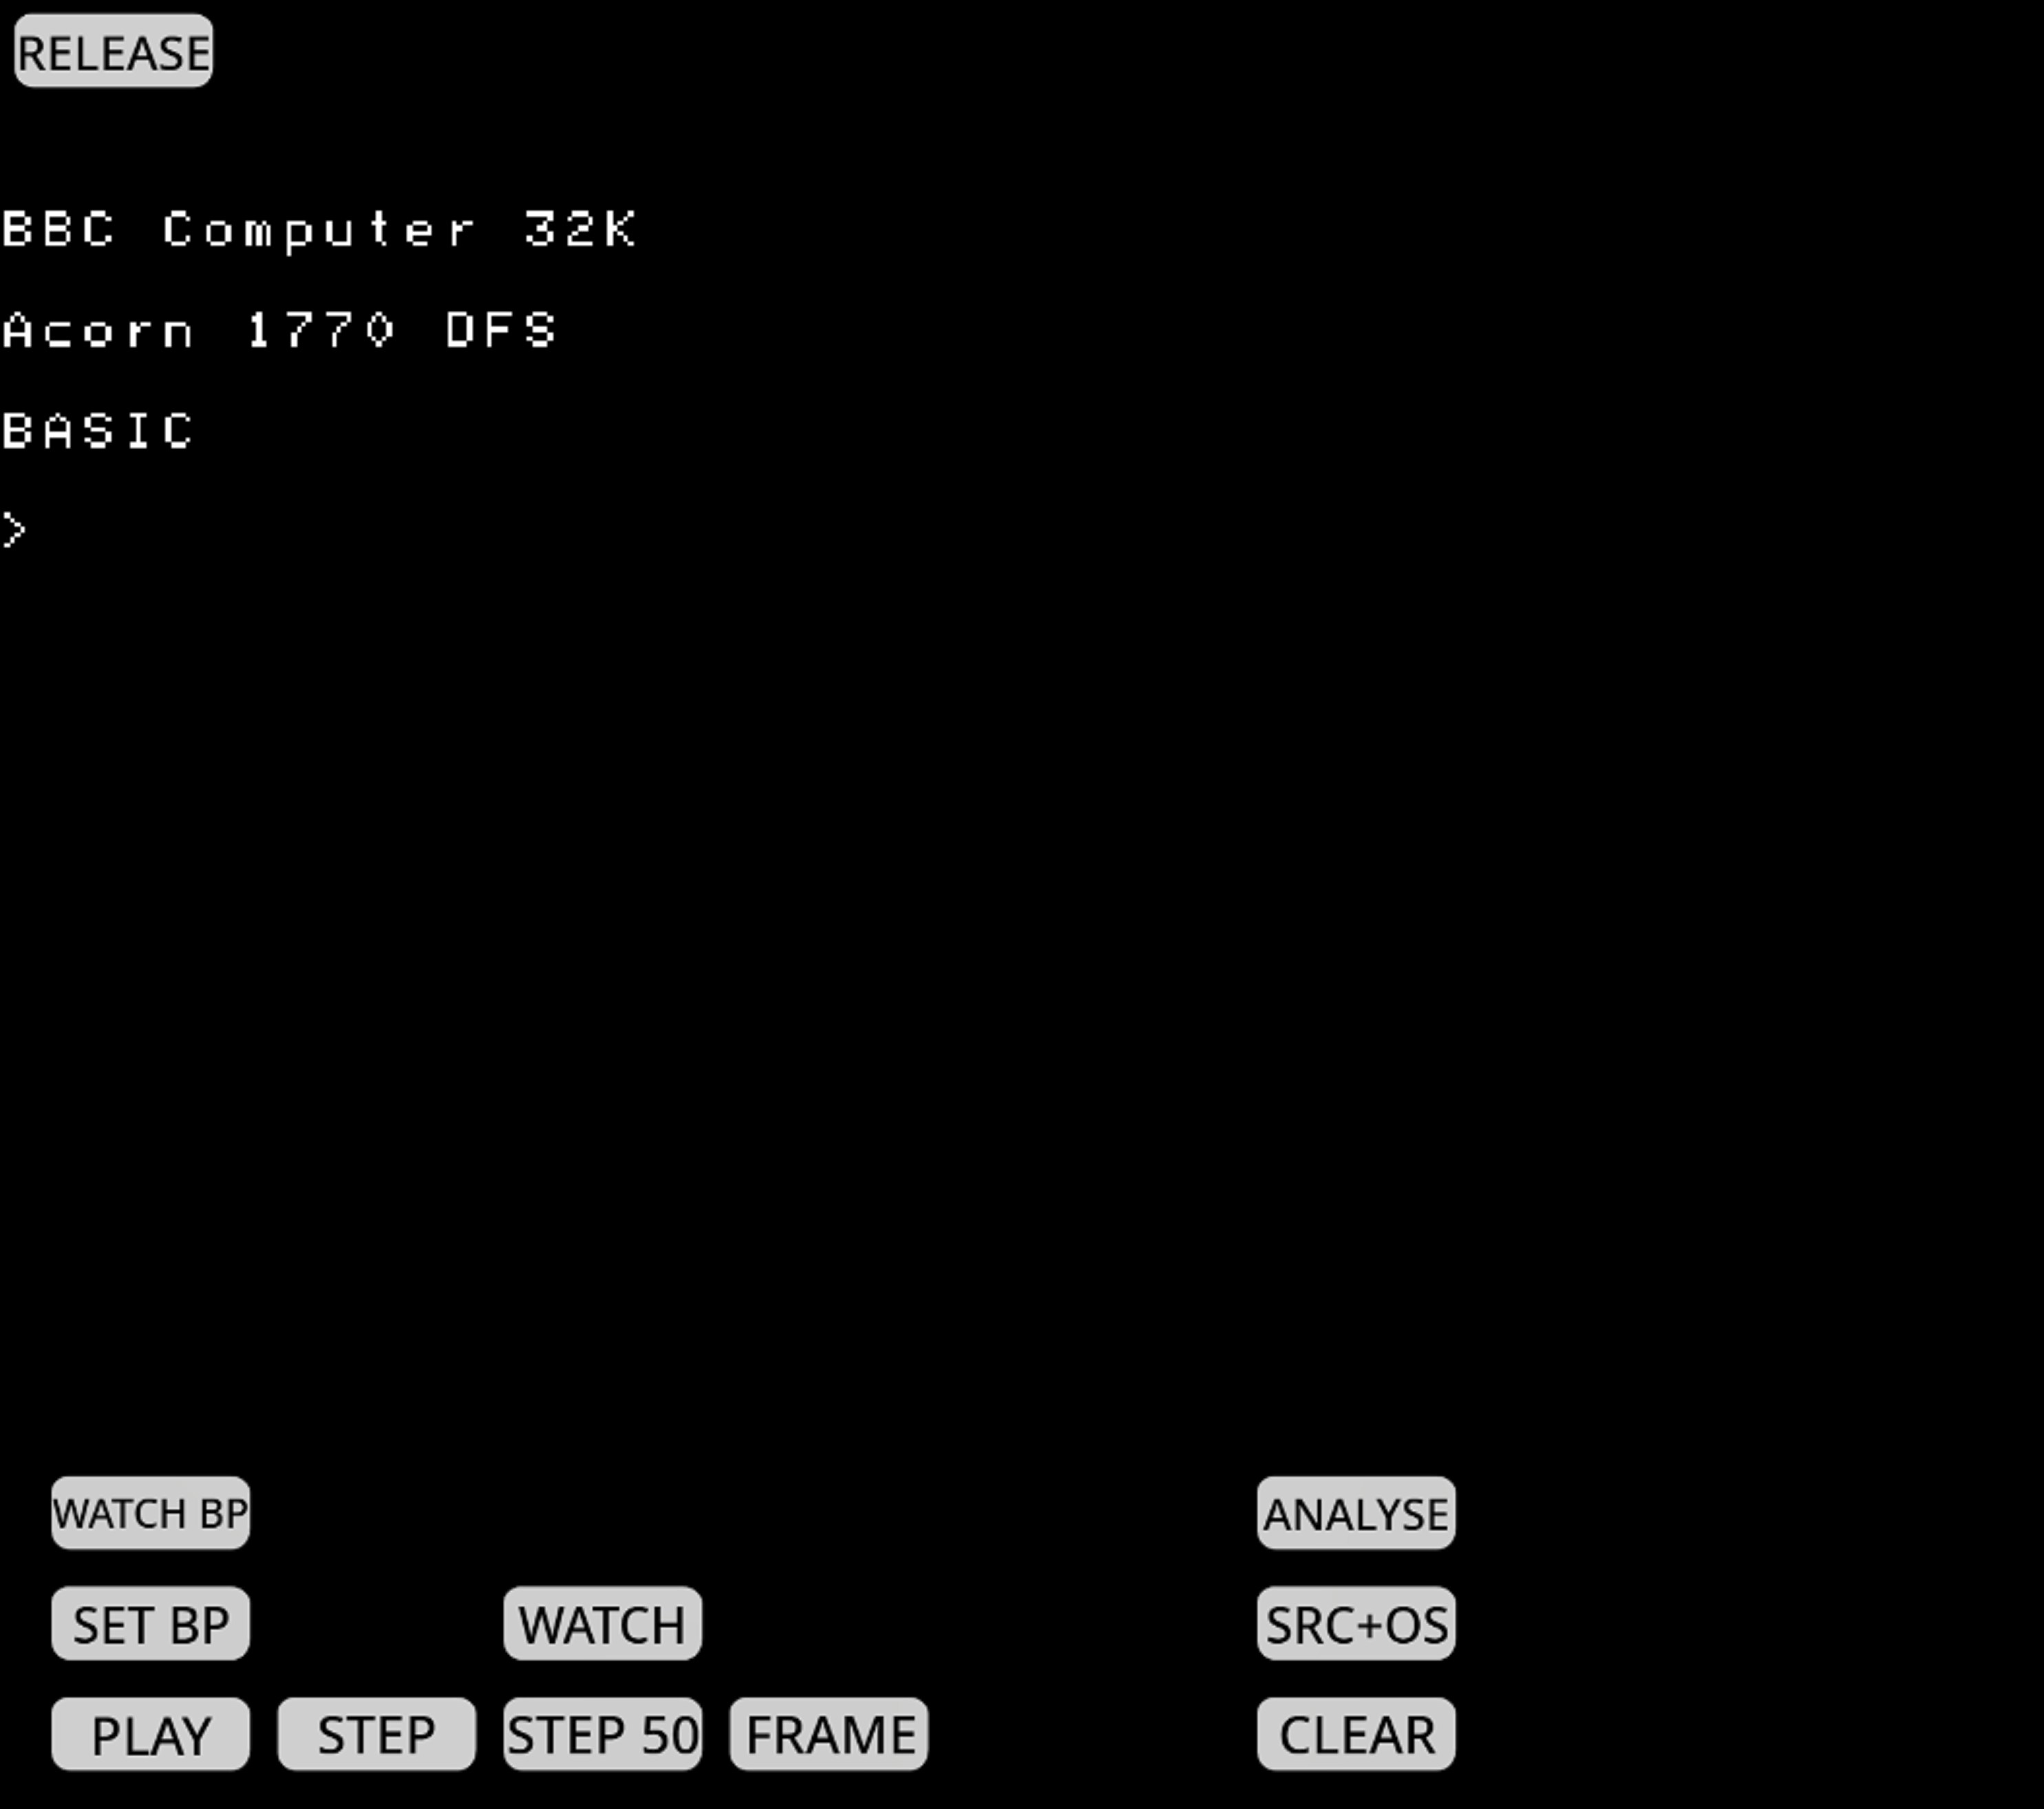 RELEASE
BBC Computer 32K
Acorn 1770 DFS
BASIC
>
WATCH BP ANALYSE
SET BP WATCH SRC+OS
PLAY STEP STEP 50 FRAME CLEAR